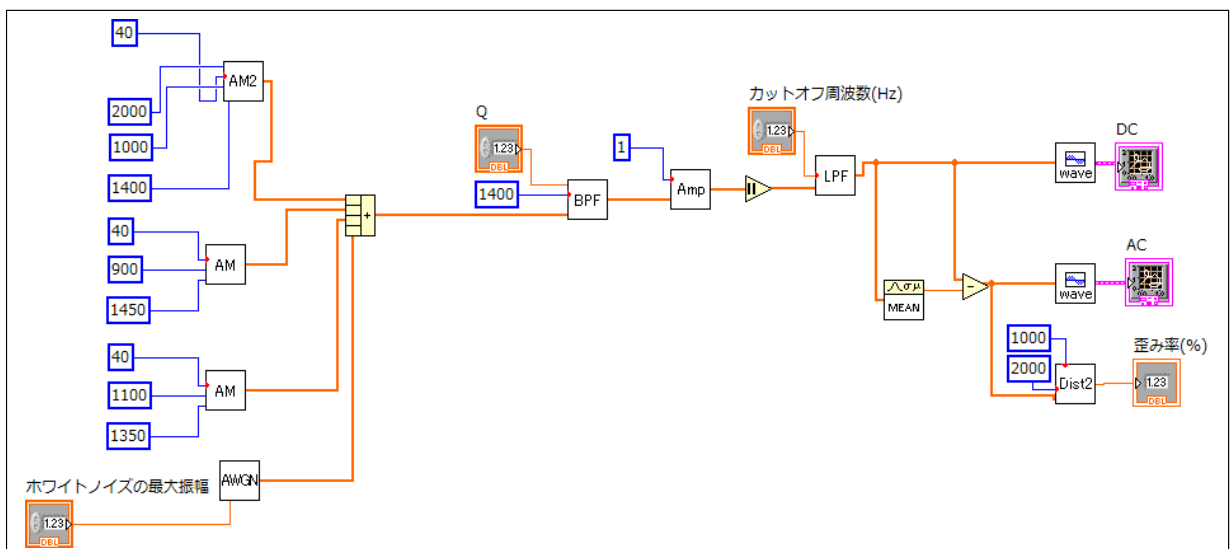 40
AM2
2000
1000
1400
40
AM
900
1450
40
AM
1100
1350
ホワイトノイズの最大振幅
1.23
DBL
AWGN
+
Q
1.23
DBL
1400
BPF
1
Amp
カットオフ周波数(Hz)
1.23
DBL
LPF
σμ
MEAN
-
wave
DC
wave
AC
1000
2000
Dist2
歪み率(%)
1.23
DBL